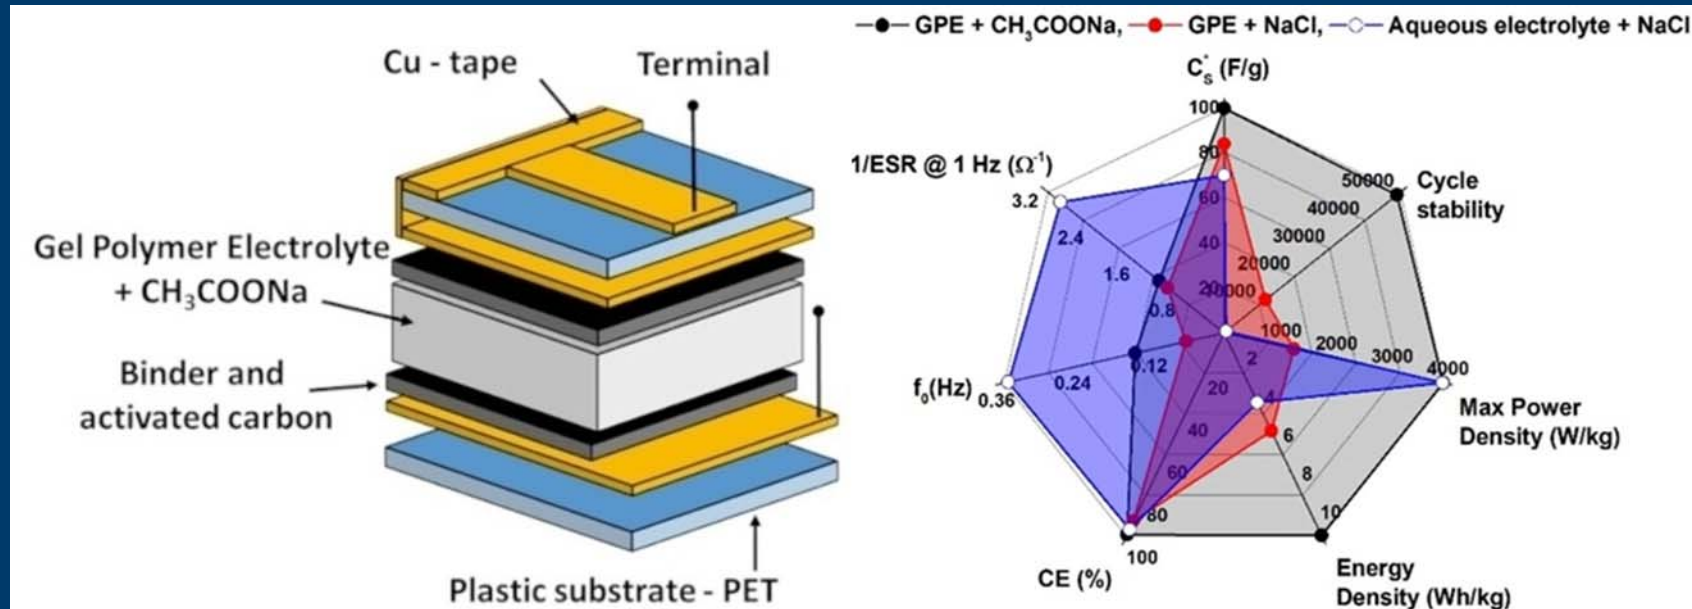 Cu - tape
Terminal
Gel Polymer Electrolyte
+ CH₃COONa
Binder and
activated carbon
Plastic substrate - PET
GPE + CH₃COONa, GPE + NaCl, Aqueous electrolyte + NaCl
C*ₛ (F/g)
100
80
60
40
20
Cycle
stability
50000
40000
30000
20000
10000
Max Power
Density (W/kg)
1000
2000
3000
4000
Energy
Density (Wh/kg)
2
4
6
8
10
CE (%)
20
40
60
80
100
f₀(Hz)
0.12
0.24
0.36
1/ESR @ 1 Hz (Ω⁻¹)
0.8
1.6
2.4
3.2